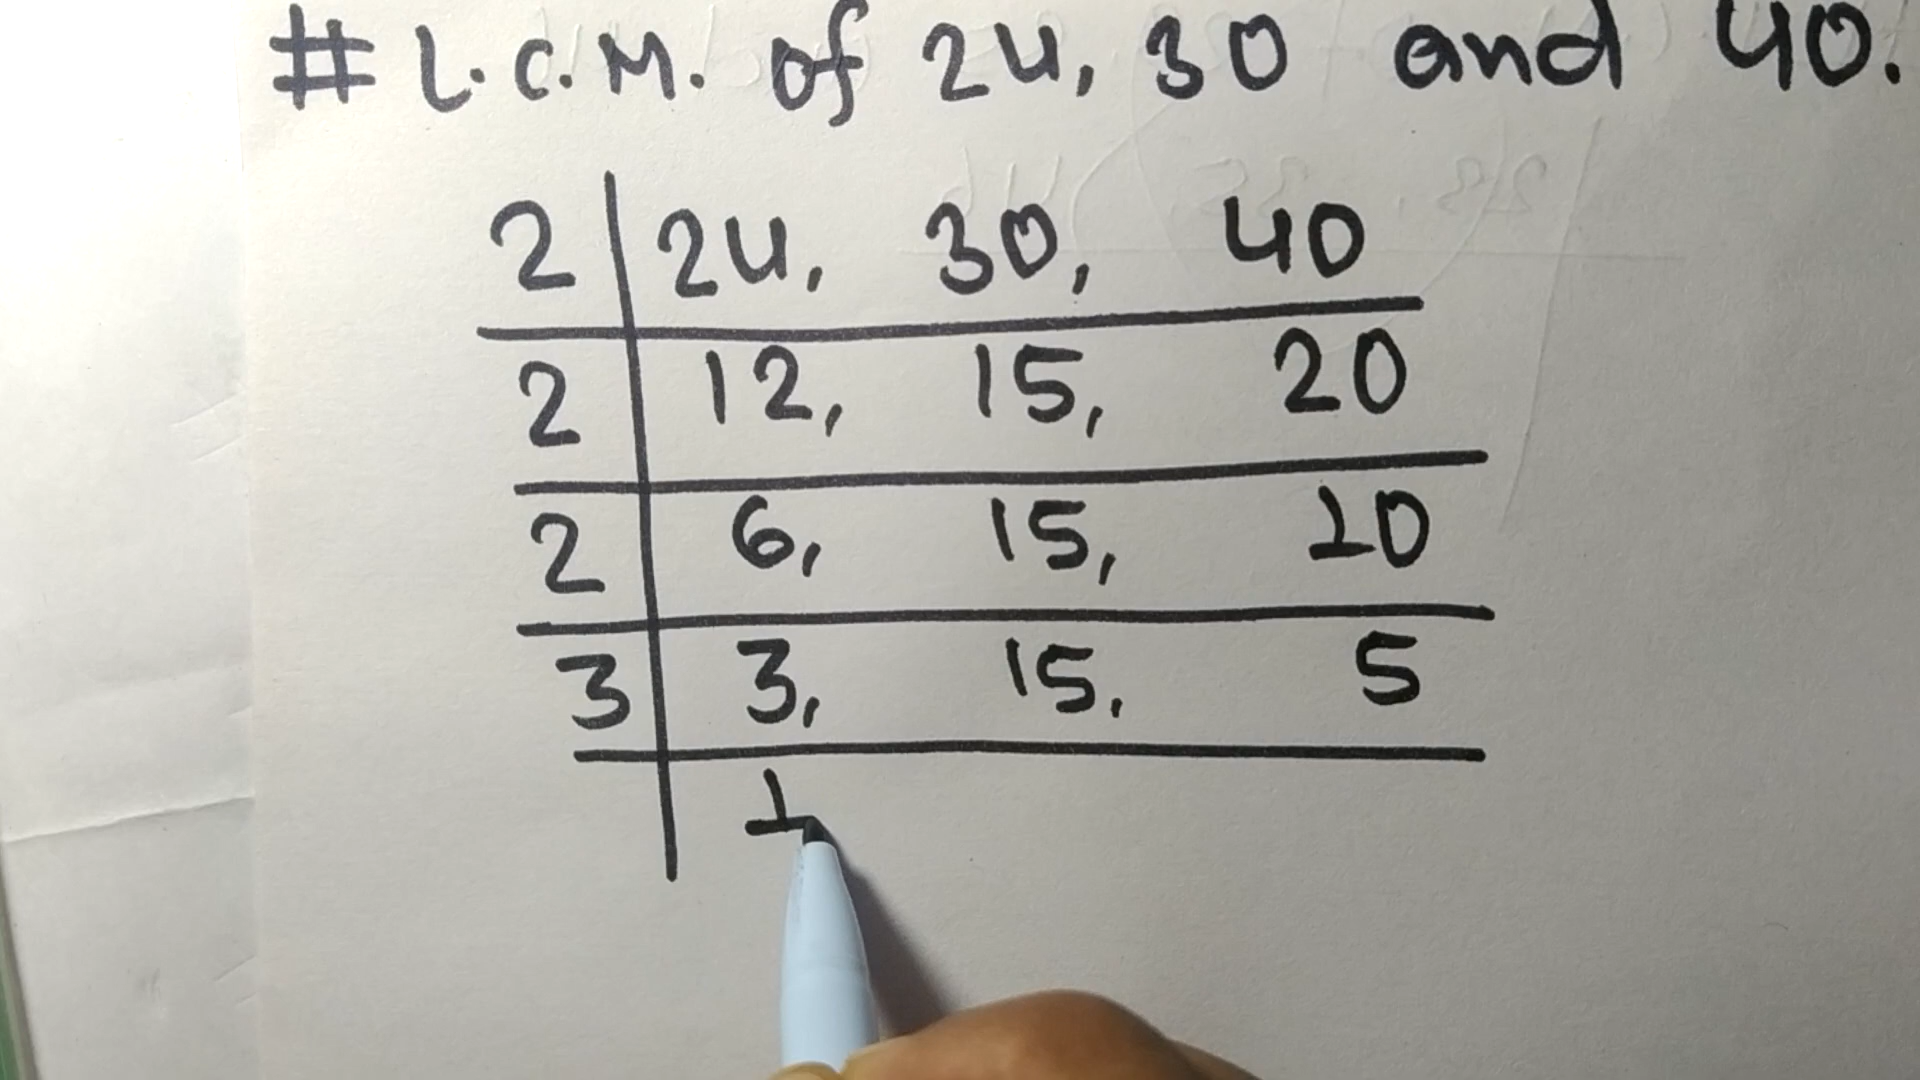 # L.C.M. of 24, 30 and 40.
2 | 24, 30, 40
2 | 12, 15, 20
2 | 6, 15, 10
3 | 3, 15, 5
| 1